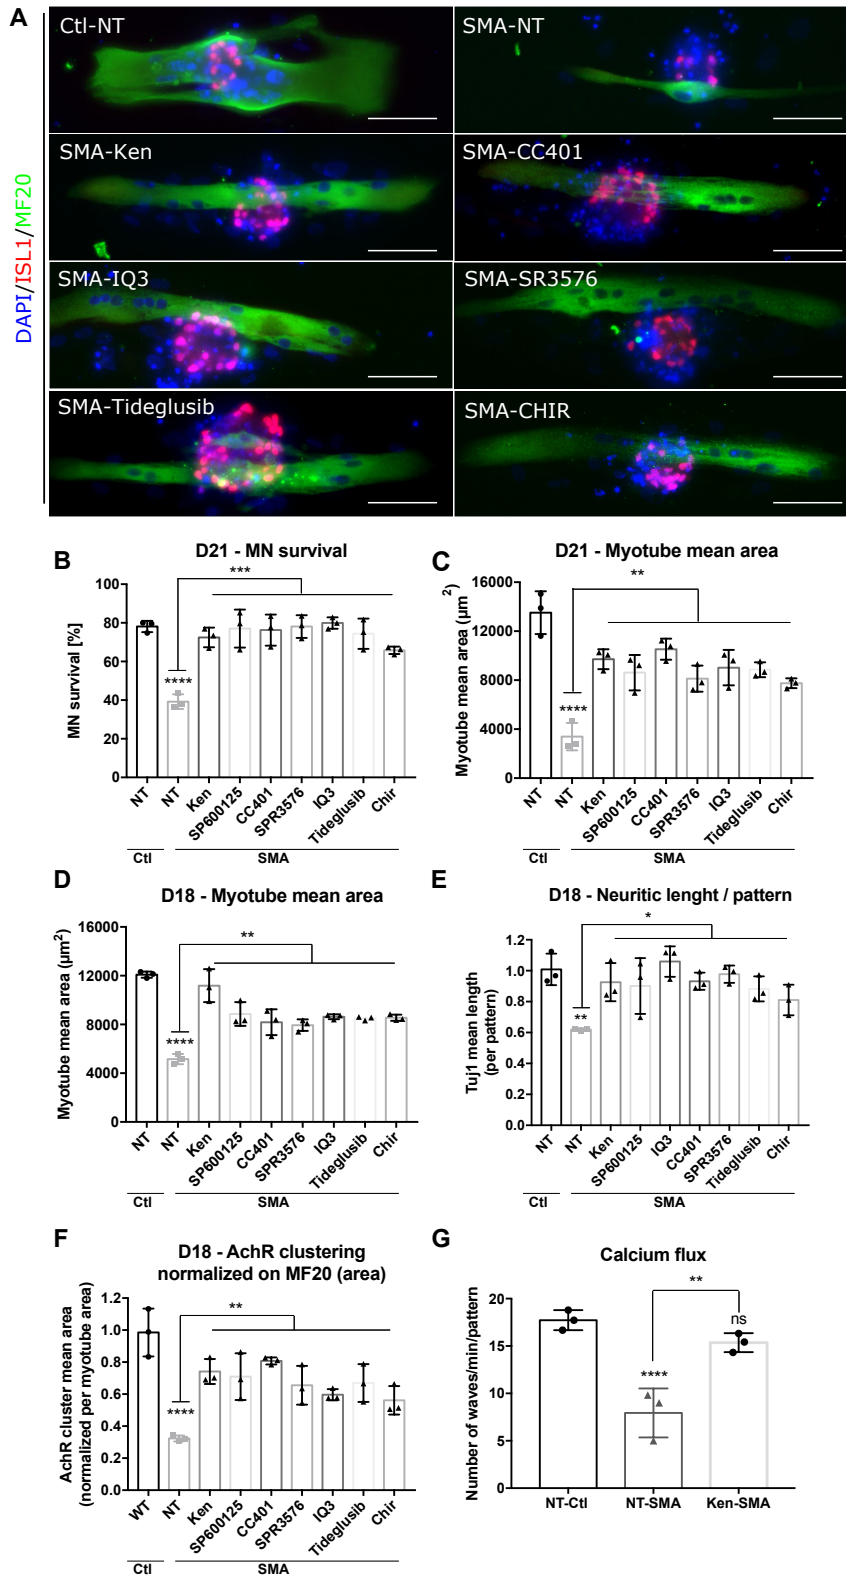 A
Ctl-NT
SMA-NT
SMA-Ken
SMA-CC401
SMA-IQ3
SMA-SR3576
SMA-Tideglusib
SMA-CHIR
DAPI/ISL1/MF20
B
D21 - MN survival
MN survival [%]
100
80
60
40
20
0
***
****
NT
NT
Ken
SP600125
CC401
SPR3576
IQ3
Tideglusib
Chir
Ctl
SMA
C
D21 - Myotube mean area
Myotube mean area (µm²)
16000
12000
8000
4000
0
**
****
NT
NT
Ken
SP600125
CC401
SPR3576
IQ3
Tideglusib
Chir
Ctl
SMA
D
D18 - Myotube mean area
Myotube mean area (µm²)
16000
12000
8000
4000
0
**
****
NT
NT
Ken
SP600125
CC401
SPR3576
IQ3
Tideglusib
Chir
Ctl
SMA
E
D18 - Neuritic lenght / pattern
Tuj1 mean length
(per pattern)
1.2
1.0
0.8
0.6
0.4
0.2
0.0
*
**
NT
NT
Ken
SP600125
IQ3
CC401
SPR3576
Tideglusib
Chir
Ctl
SMA
F
D18 - AchR clustering
normalized on MF20 (area)
AchR cluster mean area
(normalized per myotube area)
1.2
1.0
0.8
0.6
0.4
0.2
0.0
**
****
WT
NT
Ken
SP600125
CC401
SPR3576
IQ3
Tideglusib
Chir
Ctl
SMA
G
Calcium flux
Number of waves/min/pattern
20
15
10
5
0
**
ns
****
NT-Ctl
NT-SMA
Ken-SMA